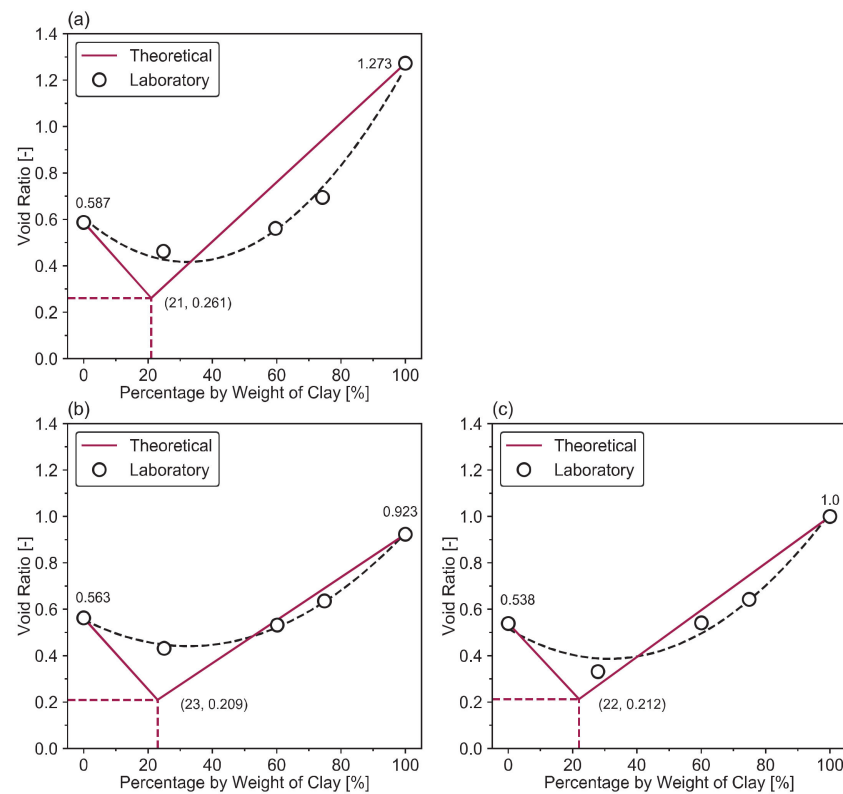 (a)
1.4
1.2
1.0
0.8
0.6
0.4
0.2
0.0
Void Ratio [-]
Theoretical
Laboratory
1.273
0.587
(21, 0.261)
0 20 40 60 80 100
Percentage by Weight of Clay [%]
(b)
1.4
1.2
1.0
0.8
0.6
0.4
0.2
0.0
Void Ratio [-]
Theoretical
Laboratory
0.923
0.563
(23, 0.209)
0 20 40 60 80 100
Percentage by Weight of Clay [%]
(c)
1.4
1.2
1.0
0.8
0.6
0.4
0.2
0.0
Void Ratio [-]
Theoretical
Laboratory
1.0
0.538
(22, 0.212)
0 20 40 60 80 100
Percentage by Weight of Clay [%]